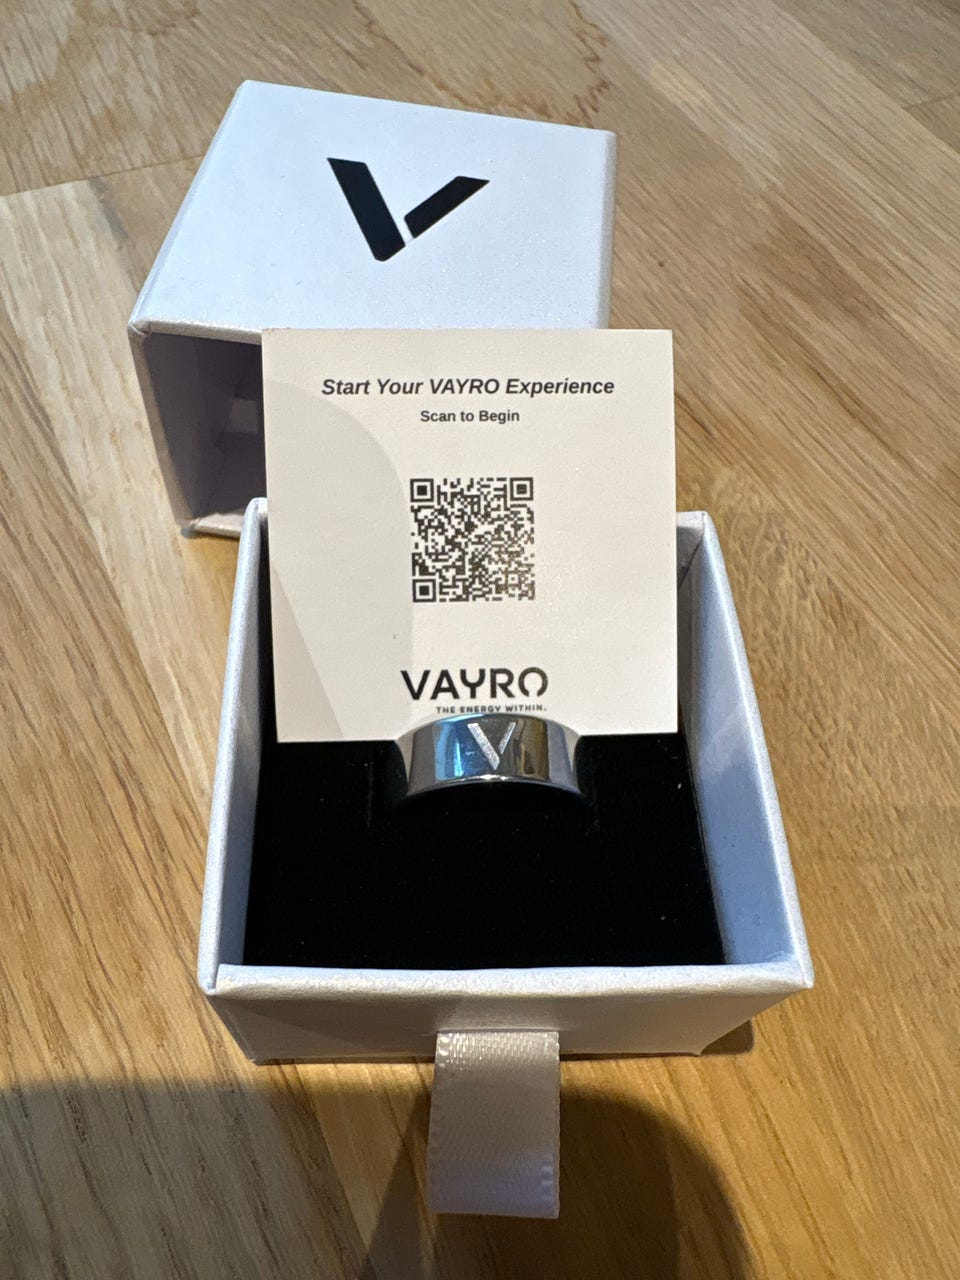 V
Start Your VAYRO Experience
Scan to Begin
VAYRO
THE ENERGY WITHIN.
V